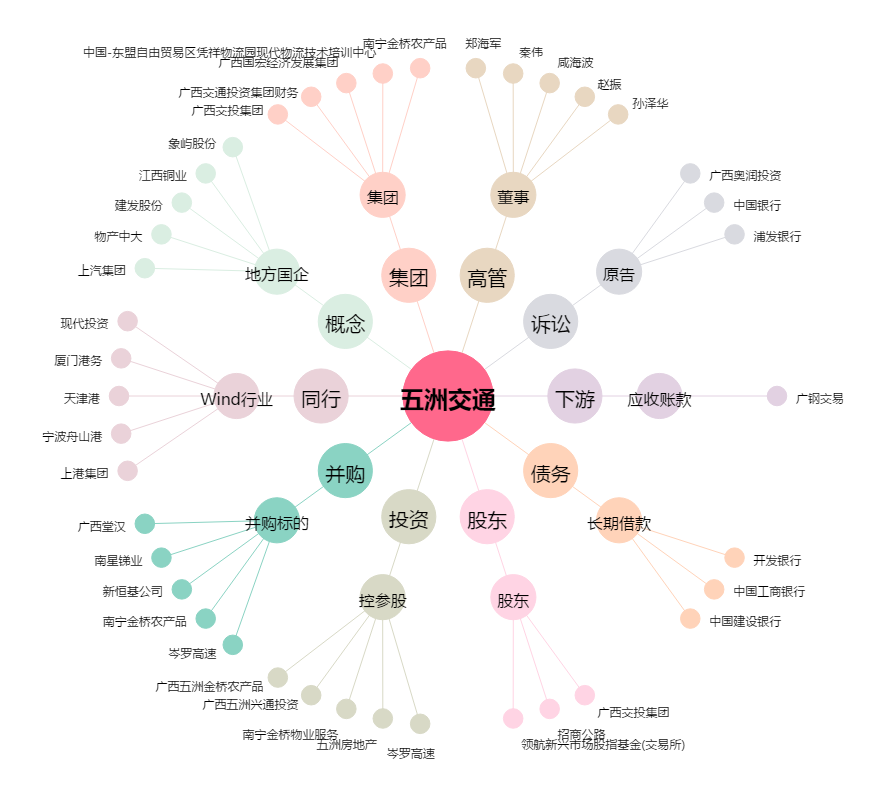 南宁金桥农产品
郑海军
中国-东盟自由贸易区凭祥物流园现代物流技术培训中心
秦伟
广西国宏经济发展集团
咸海波
赵振
广西交通投资集团财务
孙泽华
广西交投集团
象屿股份
江西铜业
广西奥润投资
集团
董事
建发股份
中国银行
物产中大
浦发银行
上汽集团
地方国企
集团
高管
原告
现代投资
概念
诉讼
厦门港务
天津港
Wind行业
同行
五洲交通
下游
应收账款
广钢交易
宁波舟山港
上港集团
并购
债务
广西堂汉
并购标的
投资
股东
长期借款
南星锑业
开发银行
新恒基公司
中国工商银行
控参股
股东
南宁金桥农产品
中国建设银行
岑罗高速
广西五洲金桥农产品
广西五洲兴通投资
广西交投集团
南宁金桥物业服务
招商公路
五洲房地产
领航新兴市场股指基金(交易所)
岑罗高速